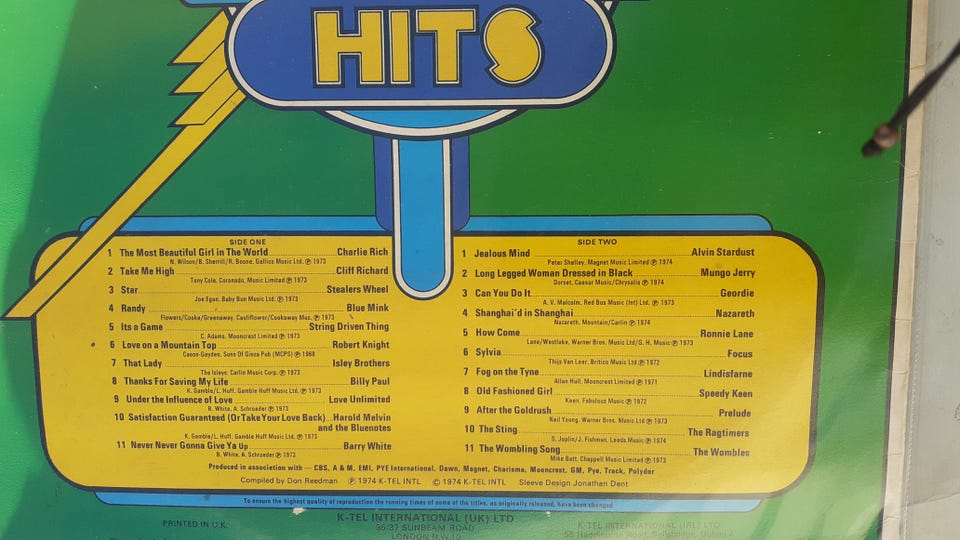 HITS
SIDE ONE
1 The Most Beautiful Girl in The World Charlie Rich
N. Wilson/B. Sherrill/R. Boone, Gallico Music Ltd. ℗ 1973
2 Take Me High Cliff Richard
Tony Cole, Coronado, Music Limited ℗ 1973
3 Star Stealers Wheel
Joe Egan, Baby Bun Music Ltd. ℗ 1973
4 Randy Blue Mink
Flowers/Cooke/Greenaway. Cauliflower/Cookaway Mus. ℗ 1973
5 Its a Game String Driven Thing
C. Adams, Mooncrest ℗ 1973
6 Love on a Mountain Top Robert Knight
Cason-Gayden, Sons Of Ginza Pub (MCPS) ℗ 1968
7 That Lady Isley Brothers
The Isleys, Carlin Music Corp. ℗ 1973
8 Thanks For Saving My Life Billy Paul
K. Gamble/L. Huff, Gamble Huff Music Ltd. ℗ 1973
9 Under the Influence of Love Love Unlimited
B. White, A. Schroeder ℗ 1973
10 Satisfaction Guaranteed (Or Take Your Love Back) Harold Melvin
and the Bluenotes
K. Gamble/L. Huff, Gamble Huff Music Ltd. ℗ 1973
11 Never Never Gonna Give Ya Up Barry White
B. White, A. Schroeder ℗ 1973
SIDE TWO
1 Jealous Mind Alvin Stardust
Peter Shelley, Magnet Music Limited ℗ 1974
2 Long Legged Woman Dressed in Black Mungo Jerry
Dorset, Caesar Music/Chrysalis ℗ 1974
3 Can You Do It Geordie
A. V. Malcolm, Red Bus Music (Int) Ltd. ℗ 1973
4 Shanghai'd in Shanghai Nazareth
Nazareth, Mountain/Carlin ℗ 1974
5 How Come Ronnie Lane
Lane/Westlake, Warner Bros. Music Ltd/G. H. Music ℗ 1973
6 Sylvia Focus
Thijs Van Leer, Britico Music Ltd ℗ 1972
7 Fog on the Tyne Lindisfarne
Allan Hull, Mooncrest Limited ℗ 1971
8 Old Fashioned Girl Speedy Keen
Keen, Fabulous Music ℗ 1972
9 After the Goldrush Prelude
Neil Young, Warner Bros. Music Ltd ℗ 1973
10 The Sting The Ragtimers
S. Joplin/J. Fishman, Leeds Music ℗ 1974
11 The Wombling Song The Wombles
Mike Batt, Chappell Music Limited ℗ 1973
Produced in association with — CBS, A & M, EMI, PYE International, Dawn, Magnet, Charisma, Mooncrest, GM, Pye, Track, Polydor
Compiled by Don Reedman ℗ 1974 K-TEL INTL © 1974 K-TEL INTL Sleeve Design Jonathan Dent
To ensure the highest quality of reproduction the running times of some of the titles, as originally released, have been changed
PRINTED IN U.K.
K-TEL INTERNATIONAL (UK) LTD
35/37 SUNBEAM ROAD,
LONDON N.W.10
K-TEL INTERNATIONAL (IRL) LTD
Dublin 4